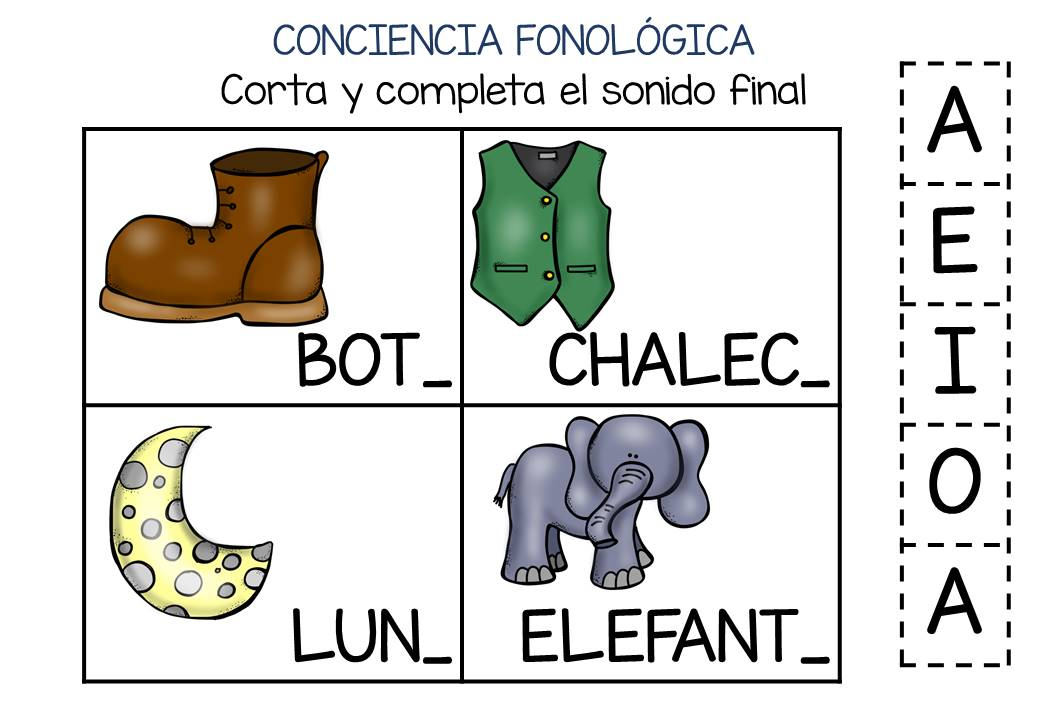 CONCIENCIA FONOLÓGICA
Corta y completa el sonido final
BOT_
CHALEC_
LUN_
ELEFANT_
A
E
I
O
A